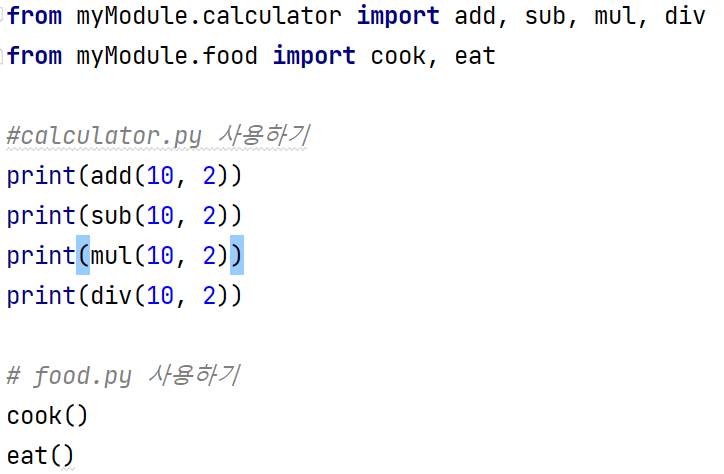 from myModule.calculator import add, sub, mul, div
from myModule.food import cook, eat
#calculator.py 사용하기
print(add(10, 2))
print(sub(10, 2))
print(mul(10, 2))
print(div(10, 2))
# food.py 사용하기
cook()
eat()